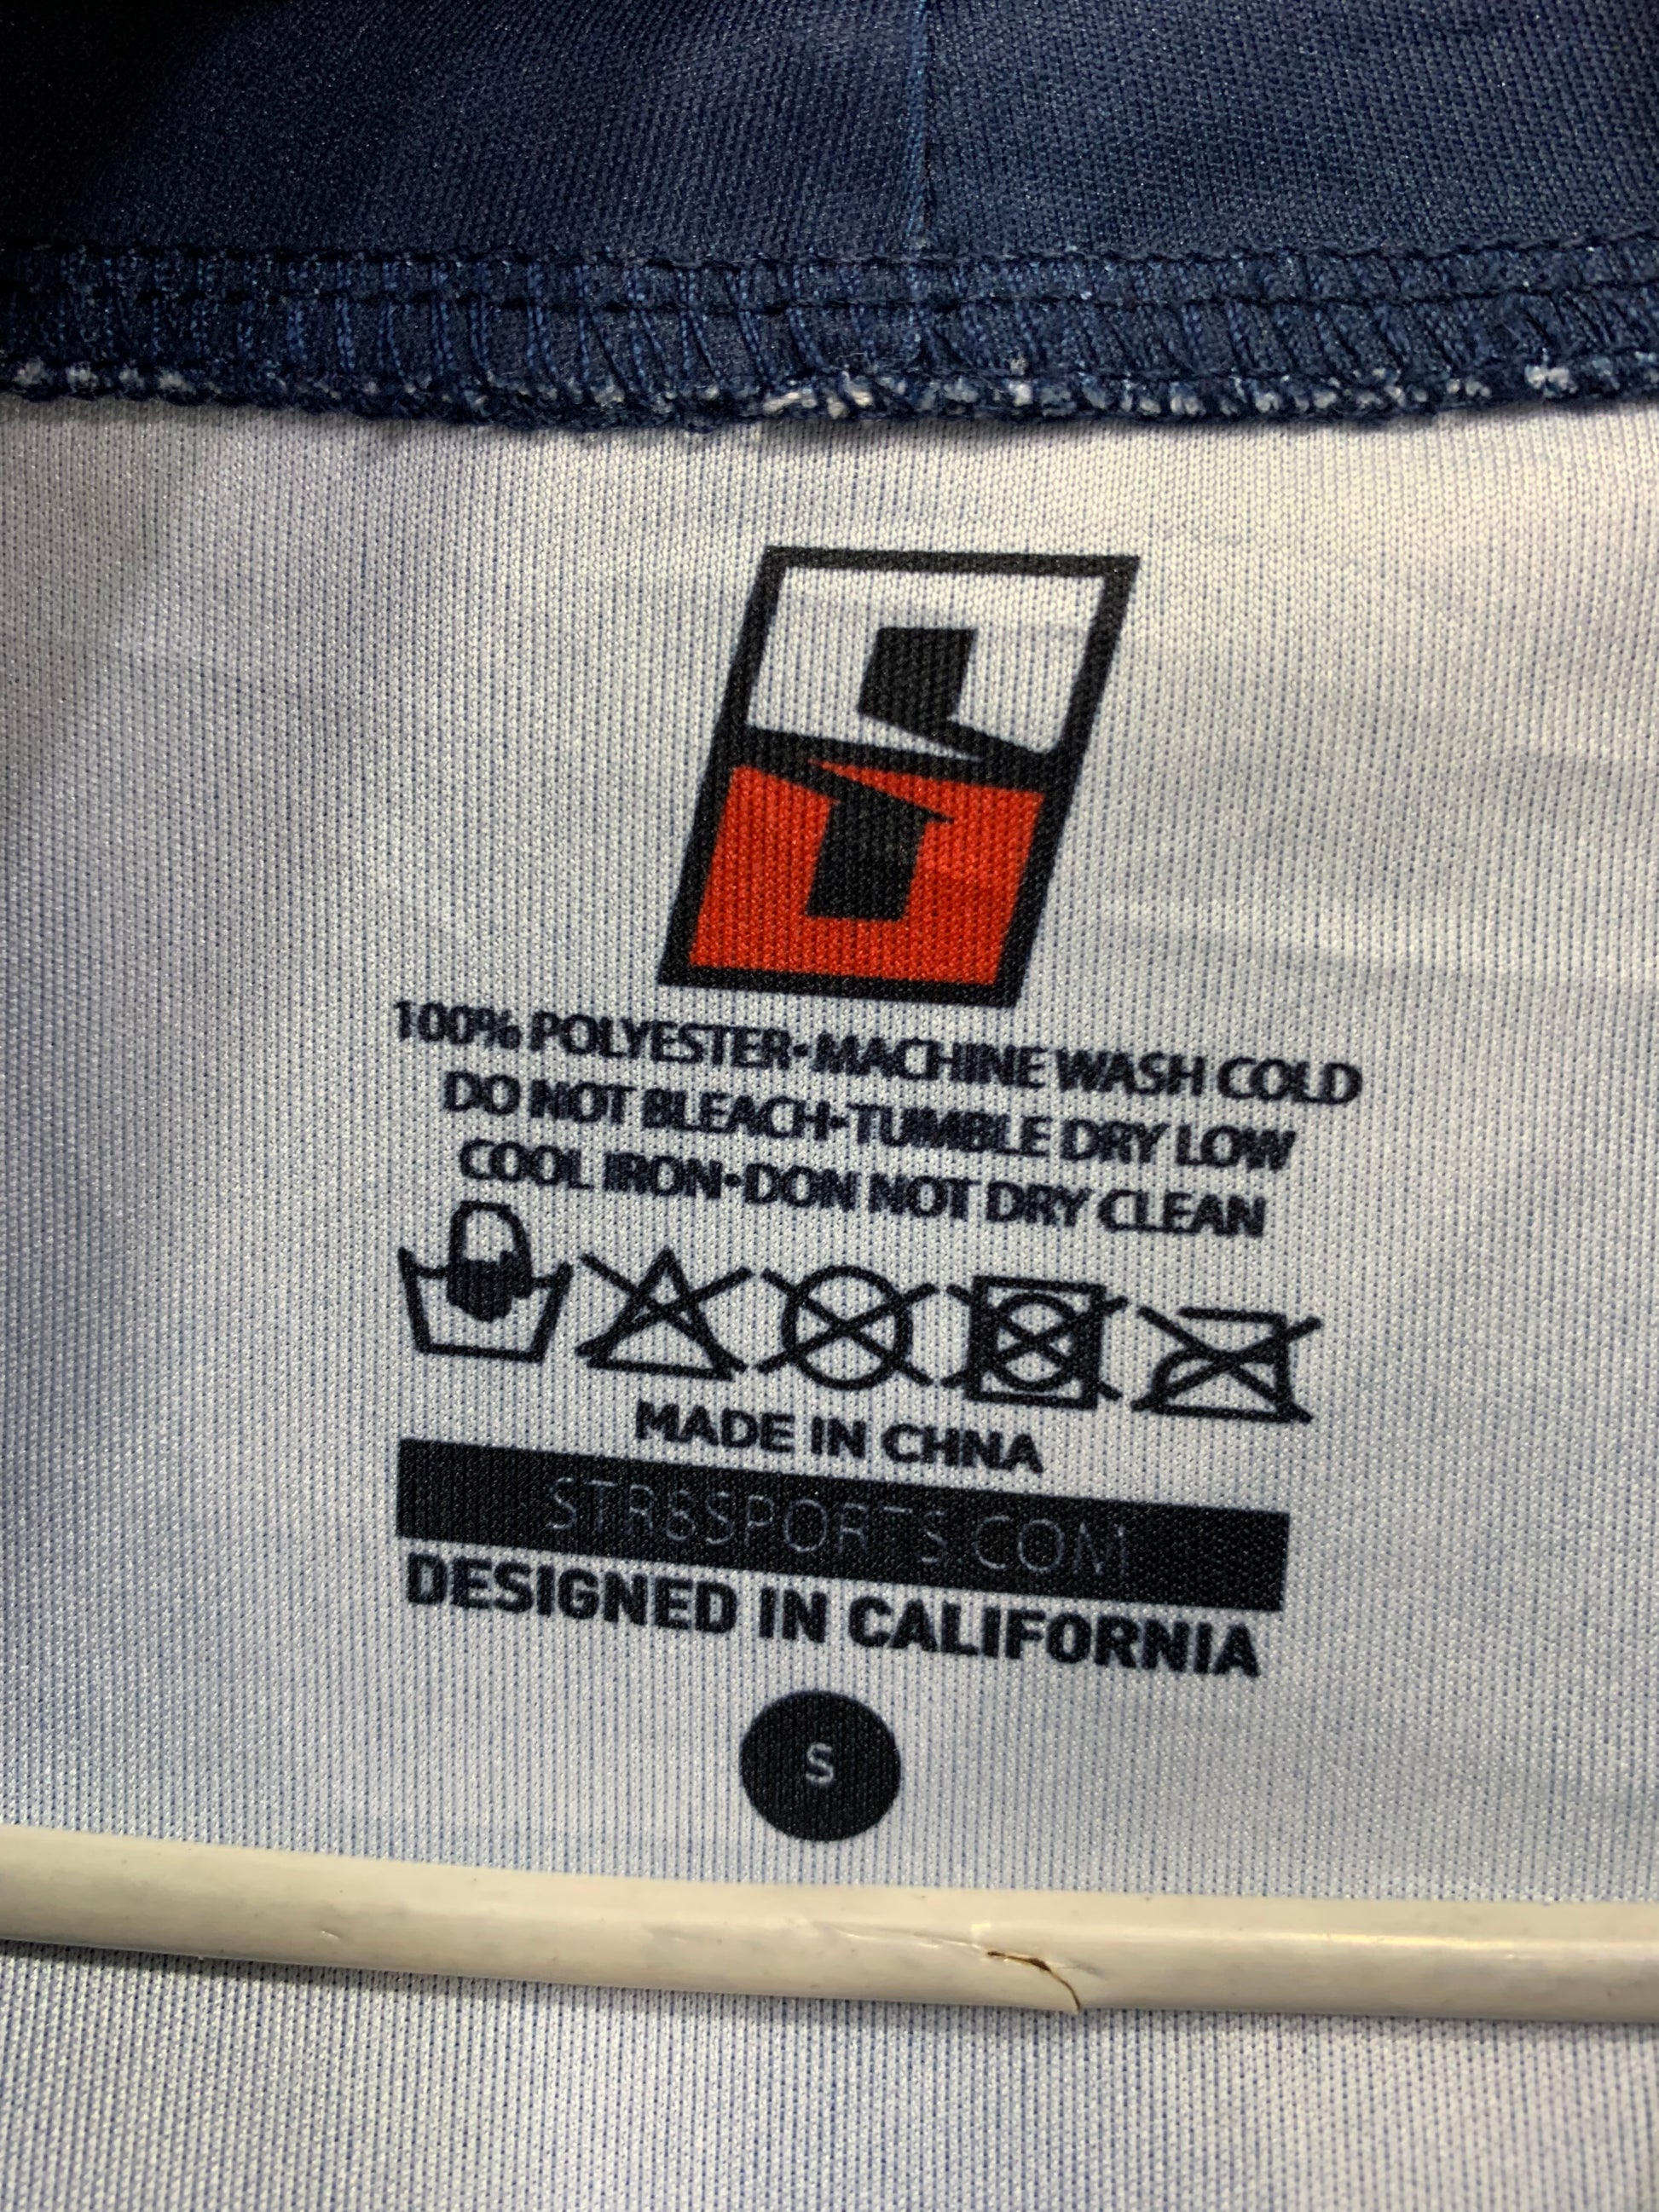 100% POLYESTER•MACHINE WASH COLD
DO NOT BLEACH•TUMBLE DRY LOW
COOL IRON•DON NOT DRY CLEAN
MADE IN CHNA
STR8SPORTS.COM
DESIGNED IN CALIFORNIA
S